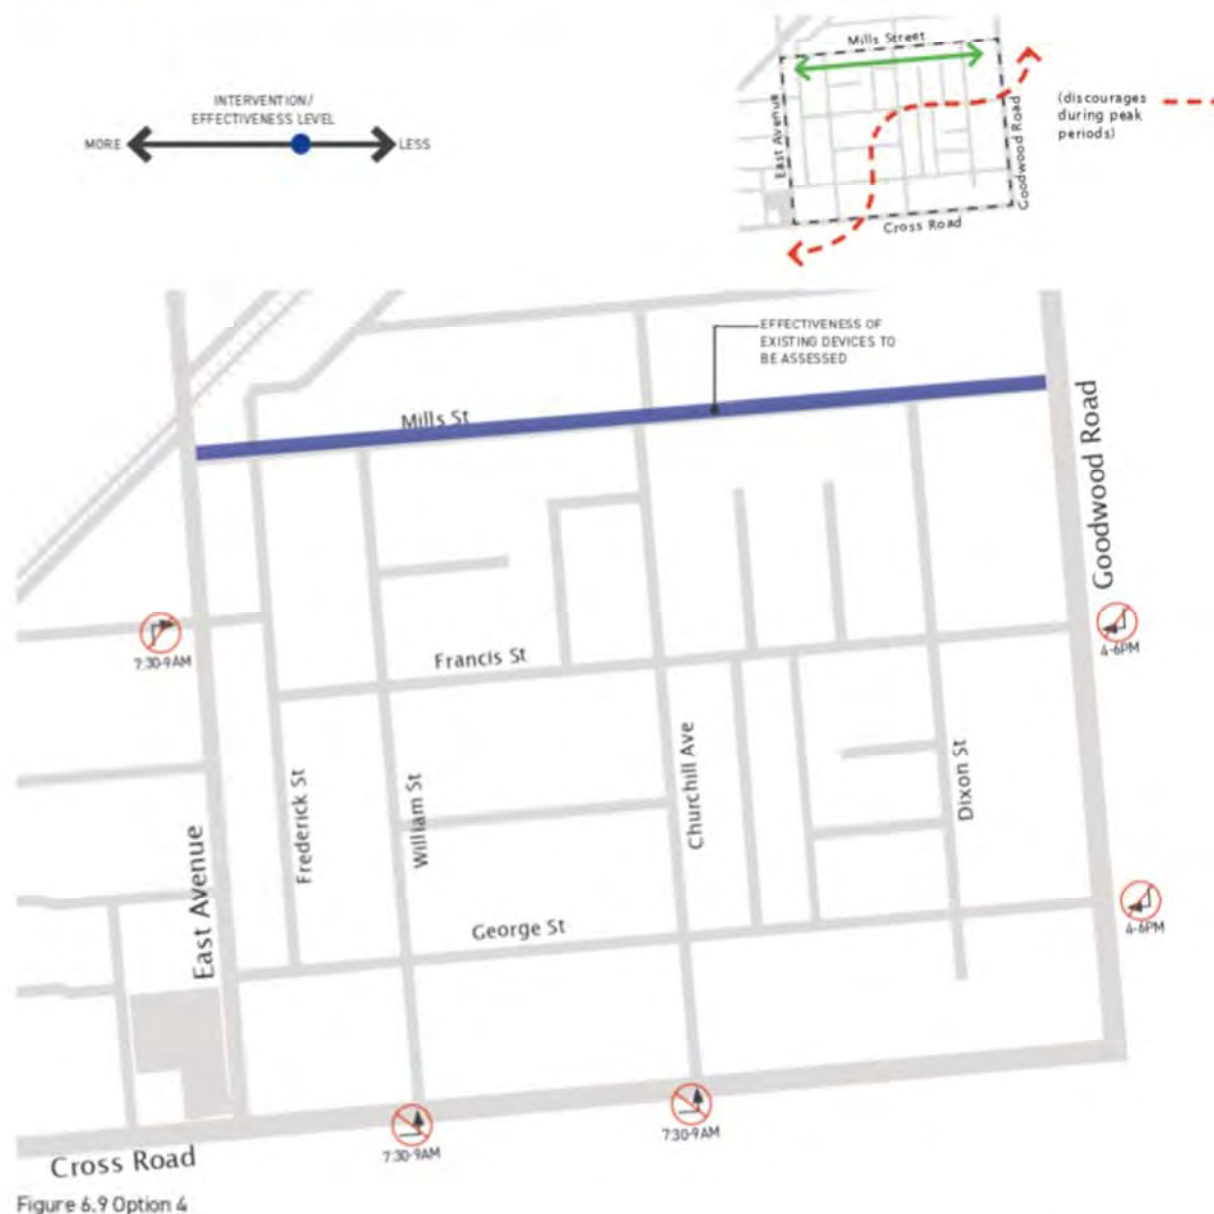 INTERVENTION/
EFFECTIVENESS LEVEL
MORE
LESS
Mills Street
East Avenue
Goodwood Road
Cross Road
(discourages
during peak
periods)
EFFECTIVENESS OF
EXISTING DEVICES TO
BE ASSESSED
Mills St
Goodwood Road
7:30-9AM
4-6PM
Francis St
Frederick St
William St
Churchill Ave
Dixon St
East Avenue
George St
4-6PM
7:30-9AM
7:30-9AM
Cross Road
Figure 6.9 Option 4